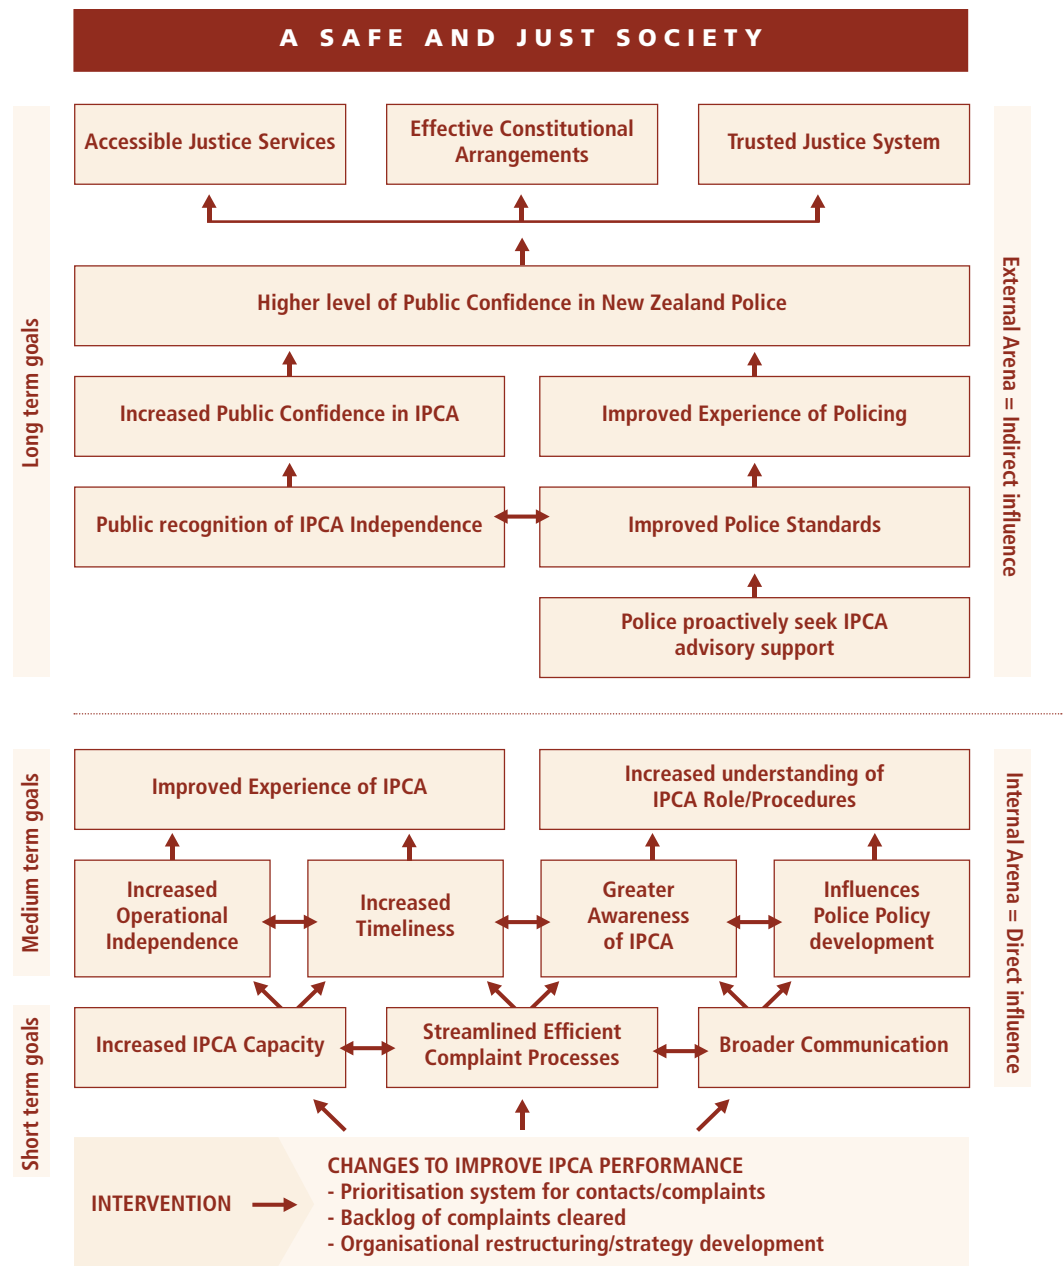 A SAFE AND JUST SOCIETY
Long term goals
Accessible Justice Services
Effective Constitutional
Arrangements
Trusted Justice System
External Arena = Indirect influence
Higher level of Public Confidence in New Zealand Police
Increased Public Confidence in IPCA
Improved Experience of Policing
Public recognition of IPCA Independence
Improved Police Standards
Police proactively seek IPCA
advisory support
Medium term goals
Improved Experience of IPCA
Increased understanding of
IPCA Role/Procedures
Internal Arena = Direct influence
Increased
Operational
Independence
Increased
Timeliness
Greater
Awareness
of IPCA
Influences
Police Policy
development
Short term goals
Increased IPCA Capacity
Streamlined Efficient
Complaint Processes
Broader Communication
INTERVENTION
CHANGES TO IMPROVE IPCA PERFORMANCE
- Prioritisation system for contacts/complaints
- Backlog of complaints cleared
- Organisational restructuring/strategy development